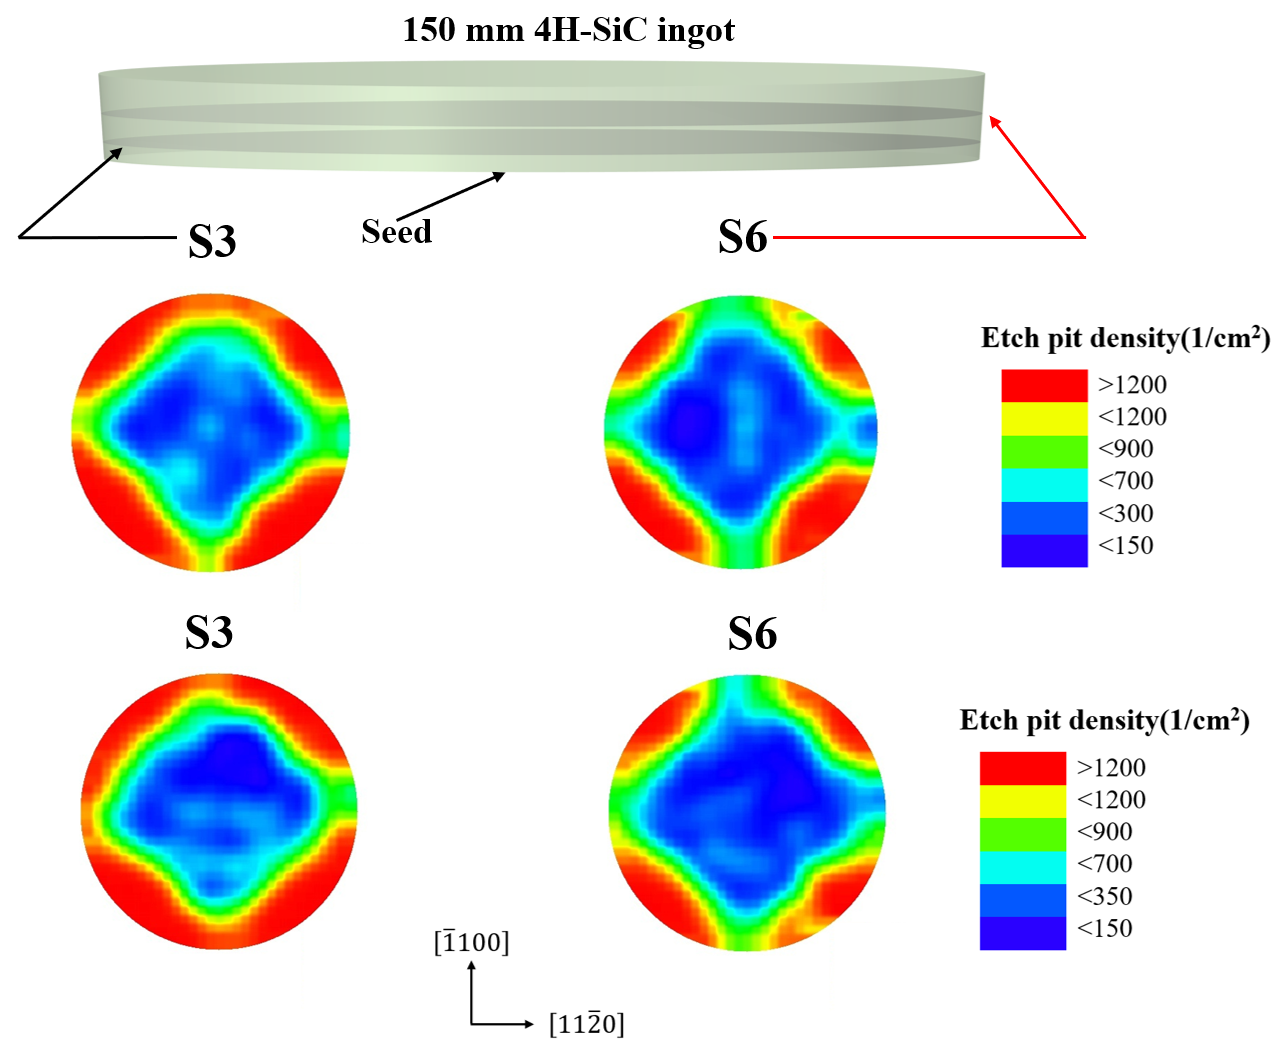 150 mm 4H-SiC ingot
Seed
S3
S6
Etch pit density(1/cm²)
>1200
<1200
<900
<700
<300
<150
S3
S6
Etch pit density(1/cm²)
>1200
<1200
<900
<700
<350
<150
[1̅100]
[112̅0]